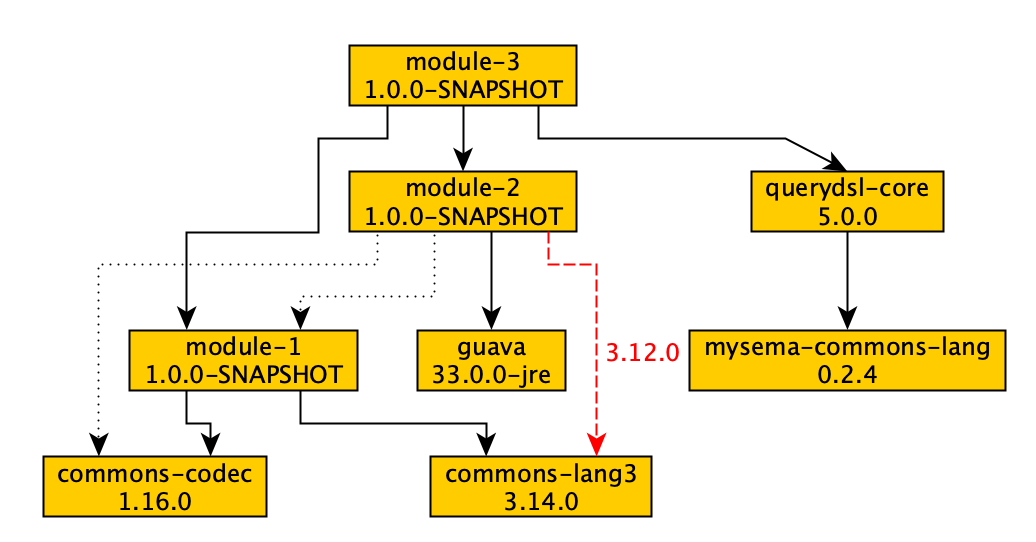 module-3
1.0.0-SNAPSHOT
module-2
1.0.0-SNAPSHOT
querydsl-core
5.0.0
module-1
1.0.0-SNAPSHOT
guava
33.0.0-jre
3.12.0
mysema-commons-lang
0.2.4
commons-codec
1.16.0
commons-lang3
3.14.0